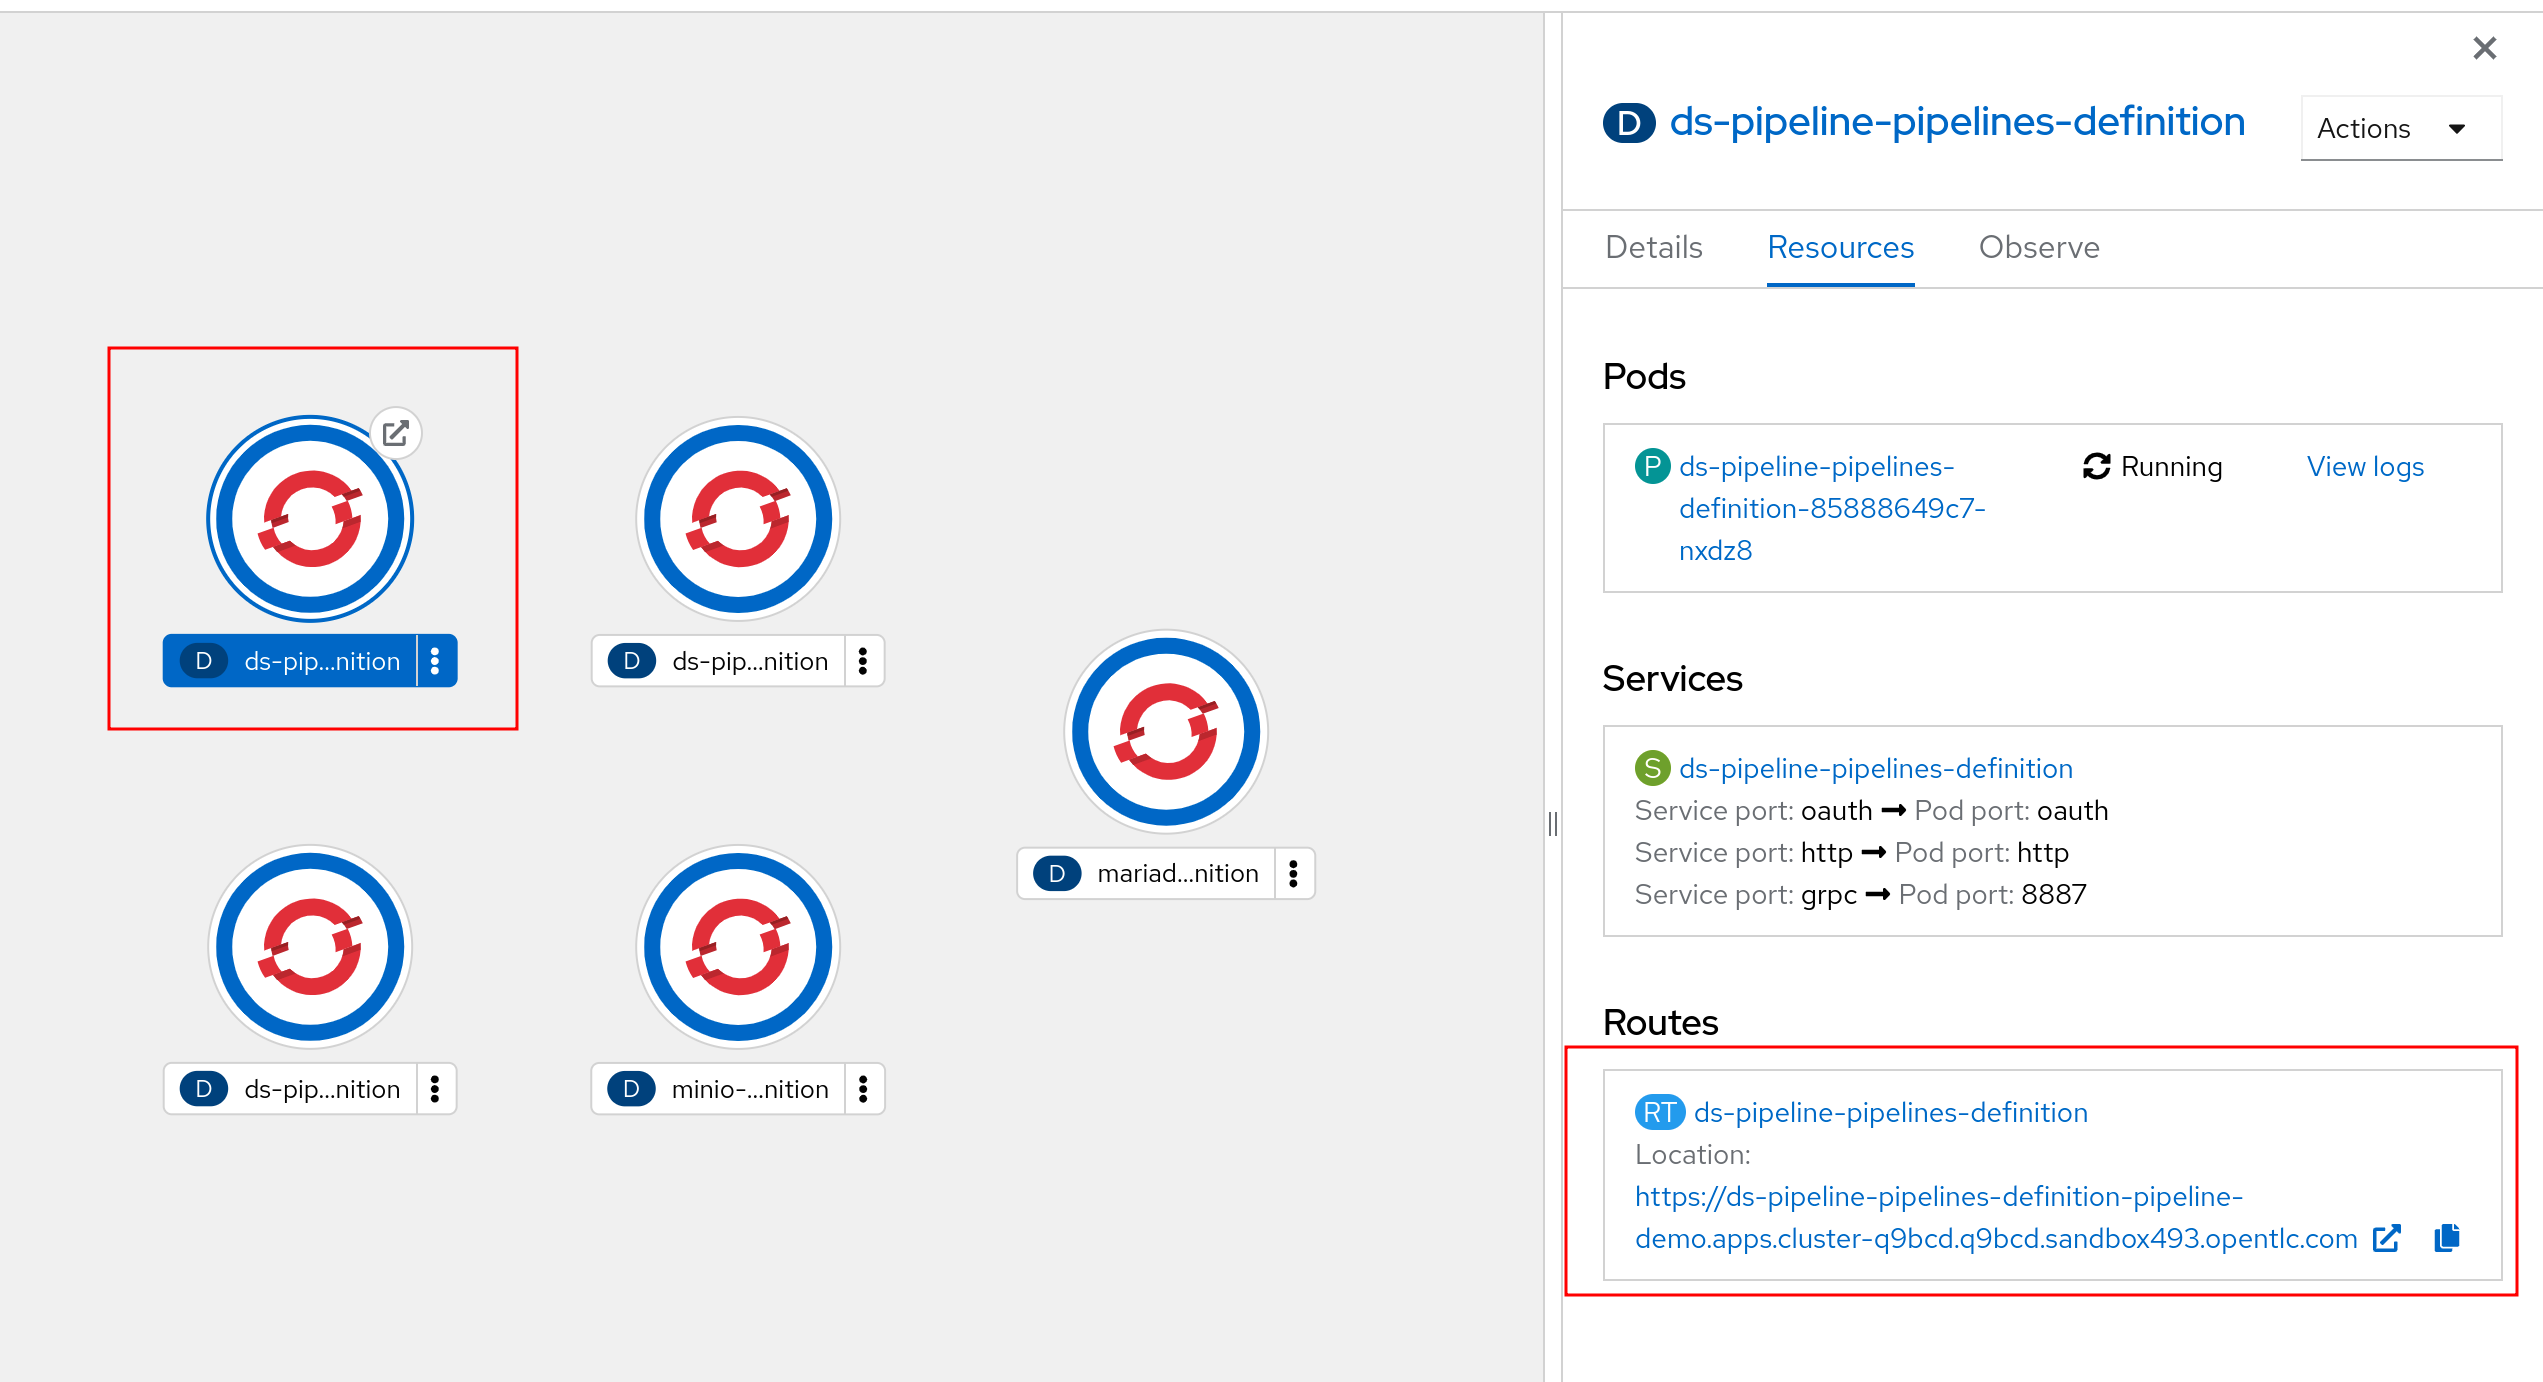 D ds-pip...nition
D ds-pip...nition
D mariad...nition
D ds-pip...nition
D minio-...nition
D ds-pipeline-pipelines-definition
Actions
Details Resources Observe
Pods
P ds-pipeline-pipelines-
definition-85888649c7-
nxdz8
Running
View logs
Services
S ds-pipeline-pipelines-definition
Service port: oauth → Pod port: oauth
Service port: http → Pod port: http
Service port: grpc → Pod port: 8887
Routes
RT ds-pipeline-pipelines-definition
Location:
https://ds-pipeline-pipelines-definition-pipeline-
demo.apps.cluster-q9bcd.q9bcd.sandbox493.opentlc.com